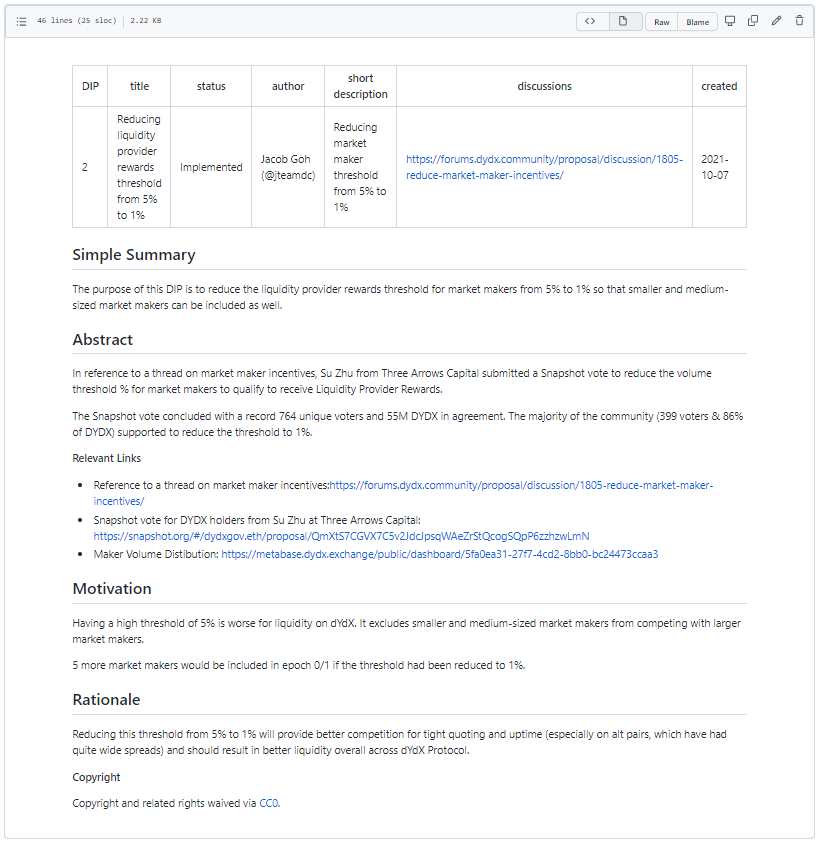 46 lines (25 sloc) 2.22 KB
Raw Blame
DIP title status author short description discussions created
2 Reducing liquidity provider rewards threshold from 5% to 1% Implemented Jacob Goh (@jteamdc) Reducing market maker threshold from 5% to 1% https://forums.dydx.community/proposal/discussion/1805-reduce-market-maker-incentives/ 2021-10-07
Simple Summary
The purpose of this DIP is to reduce the liquidity provider rewards threshold for market makers from 5% to 1% so that smaller and medium-
sized market makers can be included as well.
Abstract
In reference to a thread on market maker incentives, Su Zhu from Three Arrows Capital submitted a Snapshot vote to reduce the volume
threshold % for market makers to qualify to receive Liquidity Provider Rewards.
The Snapshot vote concluded with a record 764 unique voters and 55M DYDX in agreement. The majority of the community (399 voters & 86%
of DYDX) supported to reduce the threshold to 1%.
Relevant Links
• Reference to a thread on market maker incentives:https://forums.dydx.community/proposal/discussion/1805-reduce-market-maker-
incentives/
• Snapshot vote for DYDX holders from Su Zhu at Three Arrows Capital:
https://snapshot.org/#/dydxgov.eth/proposal/QmXtS7CGVX7C5v2JdcJpsqWAeZrStQcogSQpP6zzhzwLmN
• Maker Volume Distibution: https://metabase.dydx.exchange/public/dashboard/5fa0ea31-27f7-4cd2-8bb0-bc24473ccaa3
Motivation
Having a high threshold of 5% is worse for liquidity on dYdX. It excludes smaller and medium-sized market makers from competing with larger
market makers.
5 more market makers would be included in epoch 0/1 if the threshold had been reduced to 1%.
Rationale
Reducing this threshold from 5% to 1% will provide better competition for tight quoting and uptime (especially on alt pairs, which have had
quite wide spreads) and should result in better liquidity overall across dYdX Protocol.
Copyright
Copyright and related rights waived via CC0.